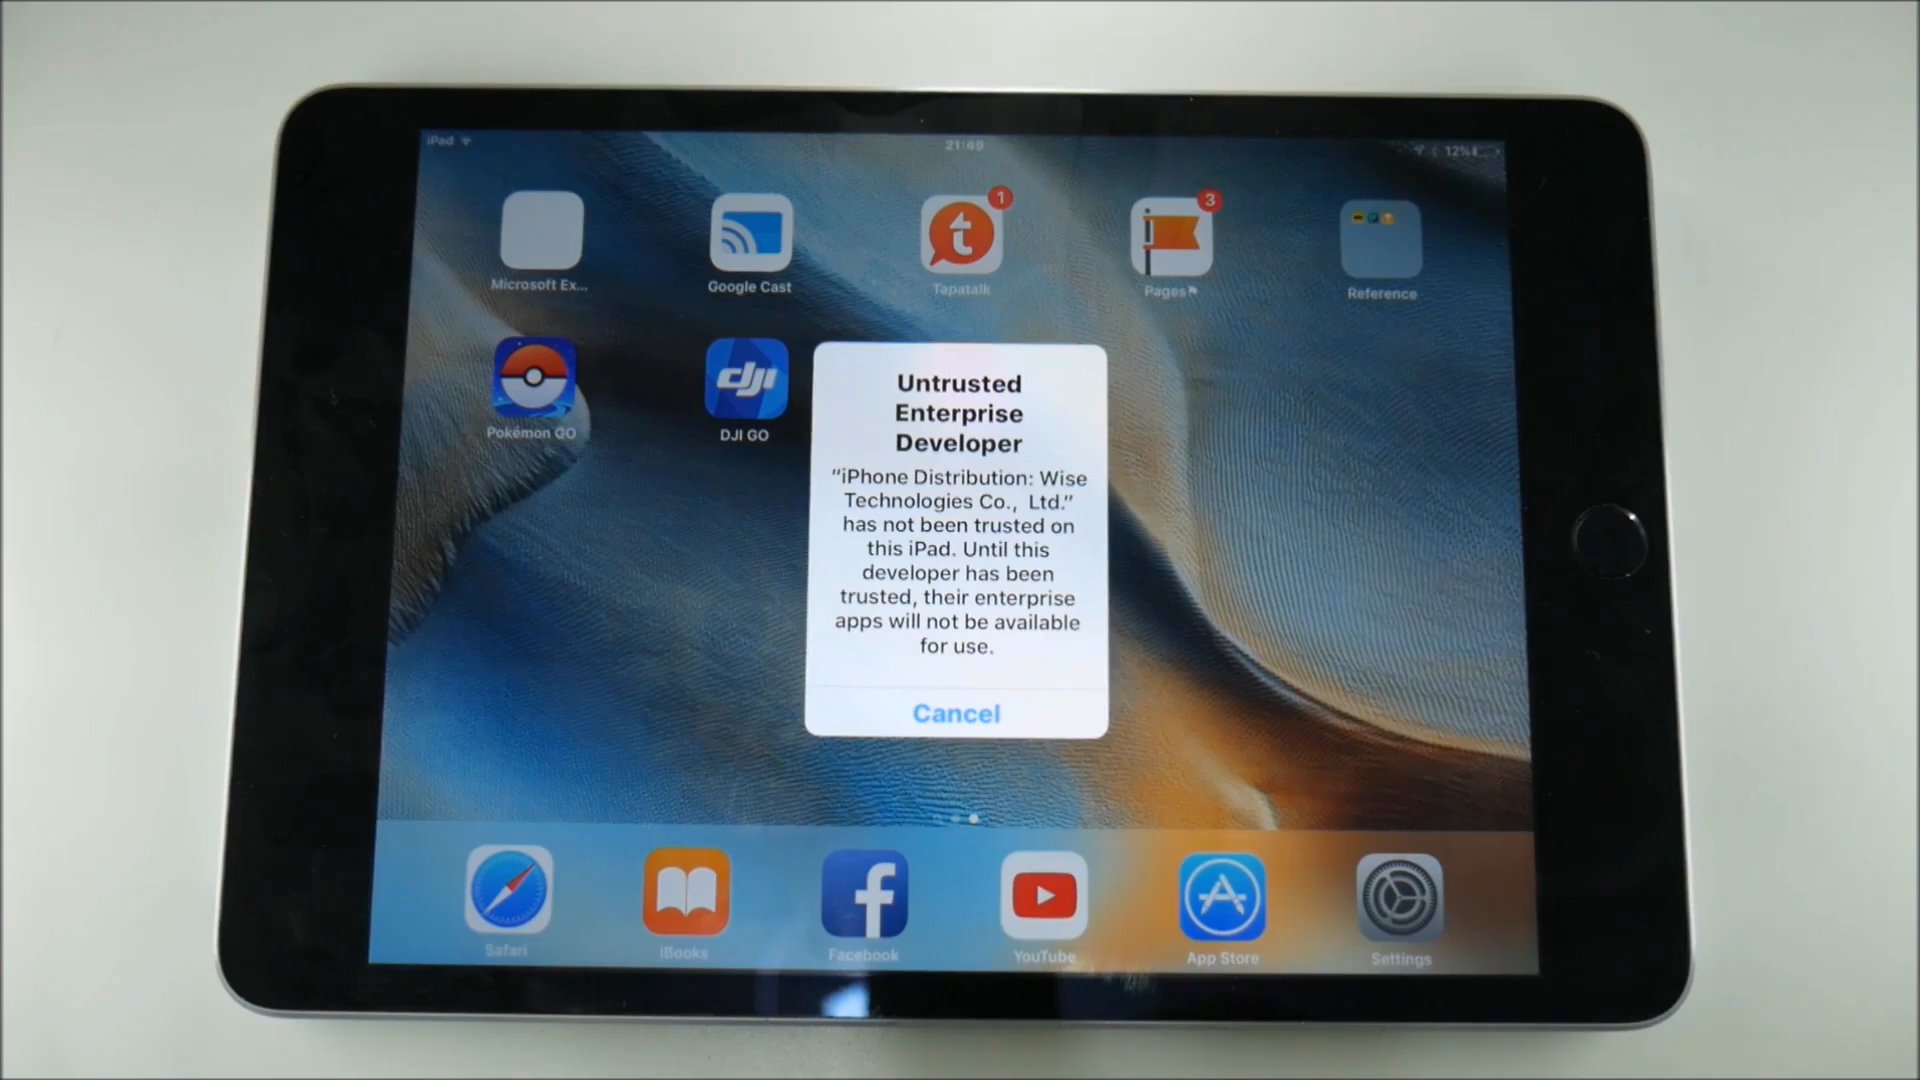 iPad
21:49
12%
1
3
Microsoft Ex...
Google Cast
Tapatalk
Pages
Reference
dji
Pokémon GO
DJI GO
Untrusted
Enterprise
Developer
"iPhone Distribution: Wise
Technologies Co., Ltd."
has not been trusted on
this iPad. Until this
developer has been
trusted, their enterprise
apps will not be available
for use.
Cancel
Safari
iBooks
Facebook
YouTube
App Store
Settings